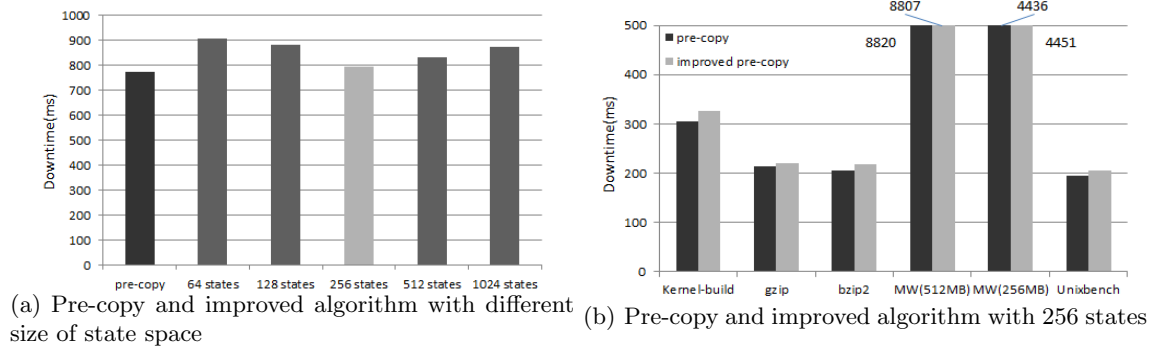 1000
900
800
700
600
500
400
300
200
100
0
Downtime(ms)
pre-copy 64 states 128 states 256 states 512 states 1024 states
(a) Pre-copy and improved algorithm with different
size of state space
8807 4436
8820 4451
pre-copy
improved pre-copy
500
400
300
200
100
0
Downtime(ms)
Kernel-build gzip bzip2 MW(512MB) MW(256MB) Unixbench
(b) Pre-copy and improved algorithm with 256 states